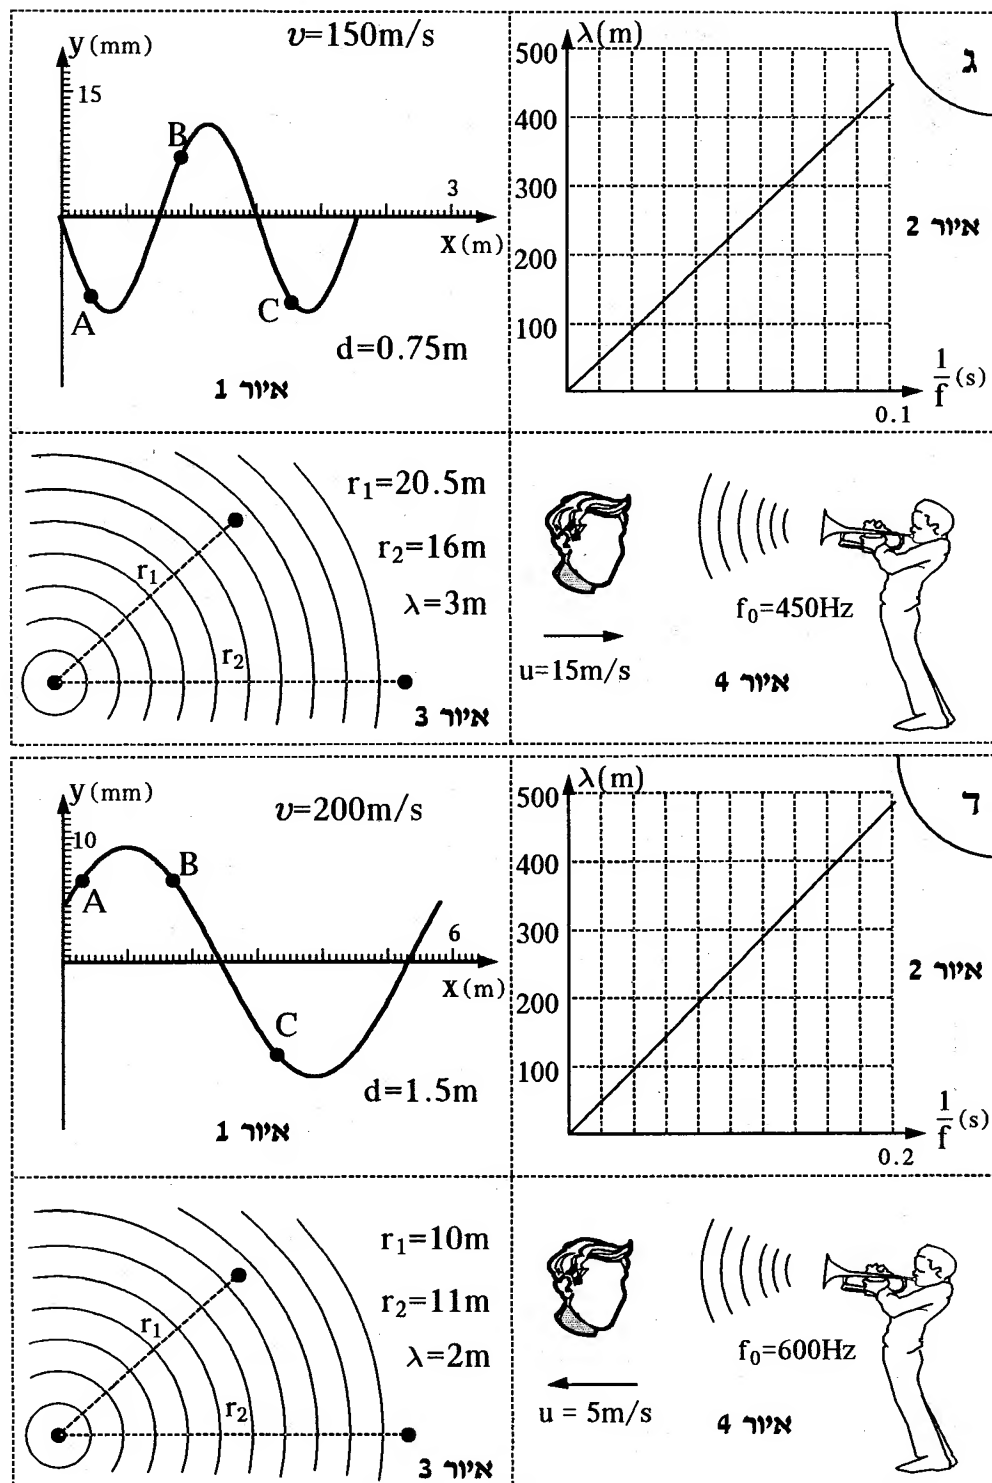 ג
y(mm)
υ=150m/s
15
B
3
X(m)
A
C
d=0.75m
איור 1
λ(m)
500
400
300
200
100
0.1
1/f (s)
איור 2
r₁=20.5m
r₂=16m
λ=3m
r₁
r₂
איור 3
f₀=450Hz
u=15m/s
איור 4
ד
y(mm)
υ=200m/s
10
A
B
6
X(m)
C
d=1.5m
איור 1
λ(m)
500
400
300
200
100
0.2
1/f (s)
איור 2
r₁=10m
r₂=11m
λ=2m
r₁
r₂
איור 3
f₀=600Hz
u = 5m/s
איור 4